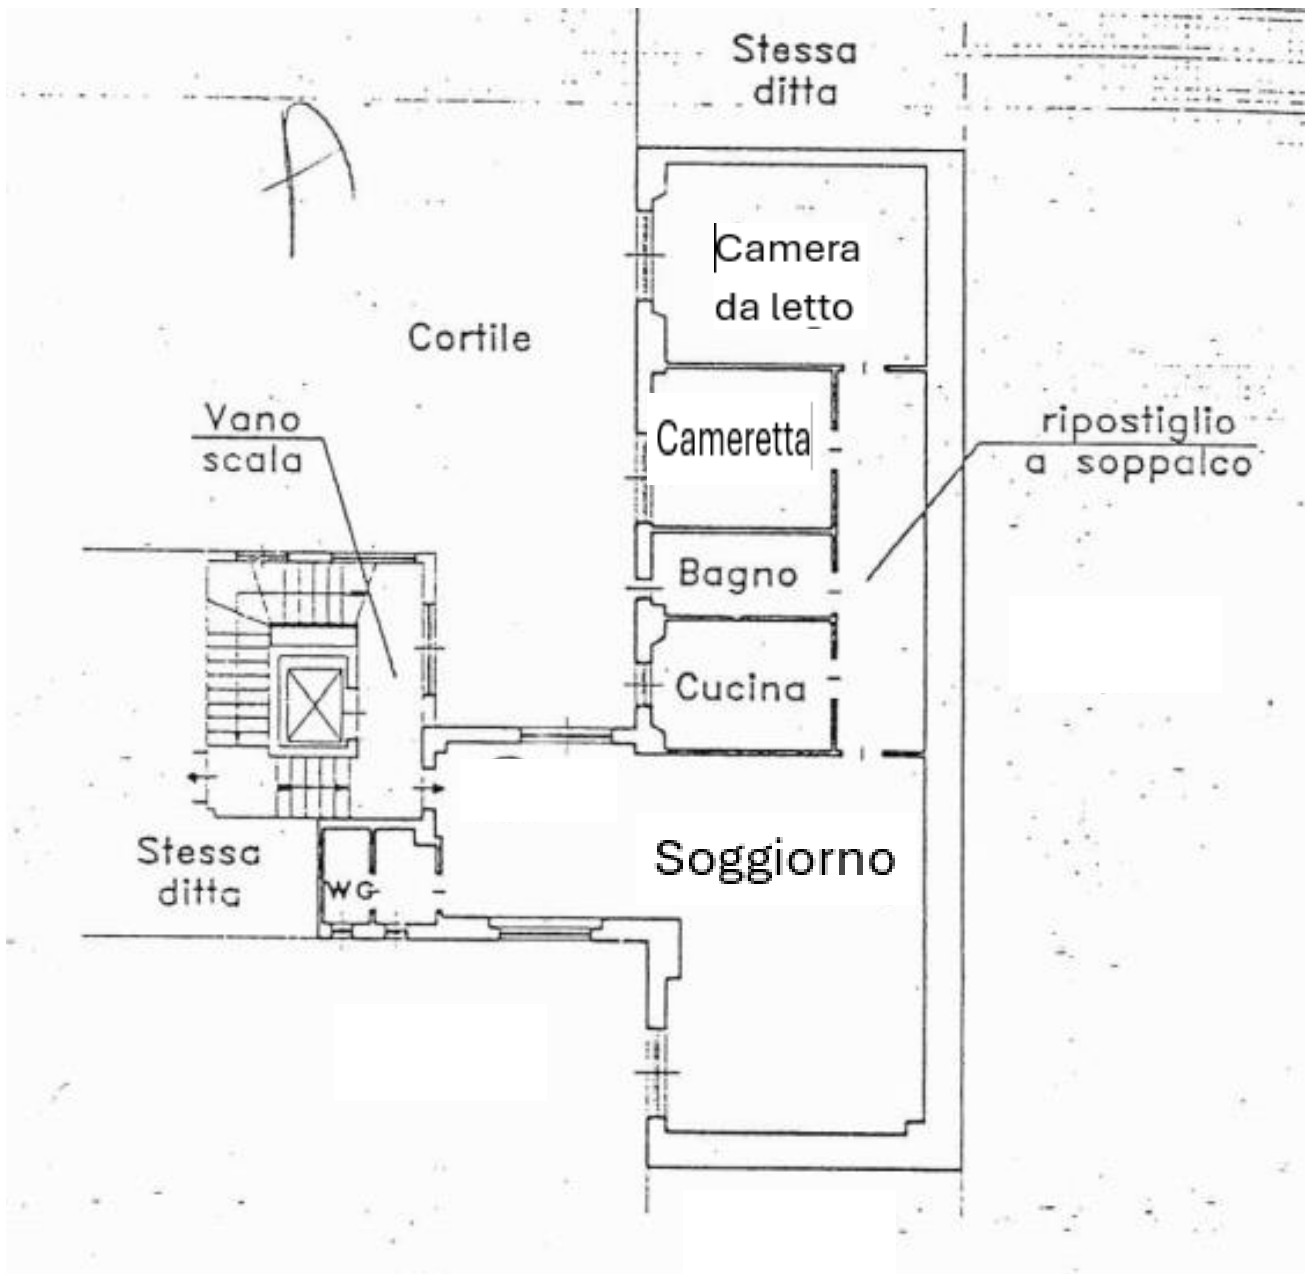 Stessa
ditta
Camera
da letto
Cortile
Vano
scala
Cameretta
ripostiglio
a soppalco
Bagno
Cucina
Soggiorno
Stessa
ditta
WC